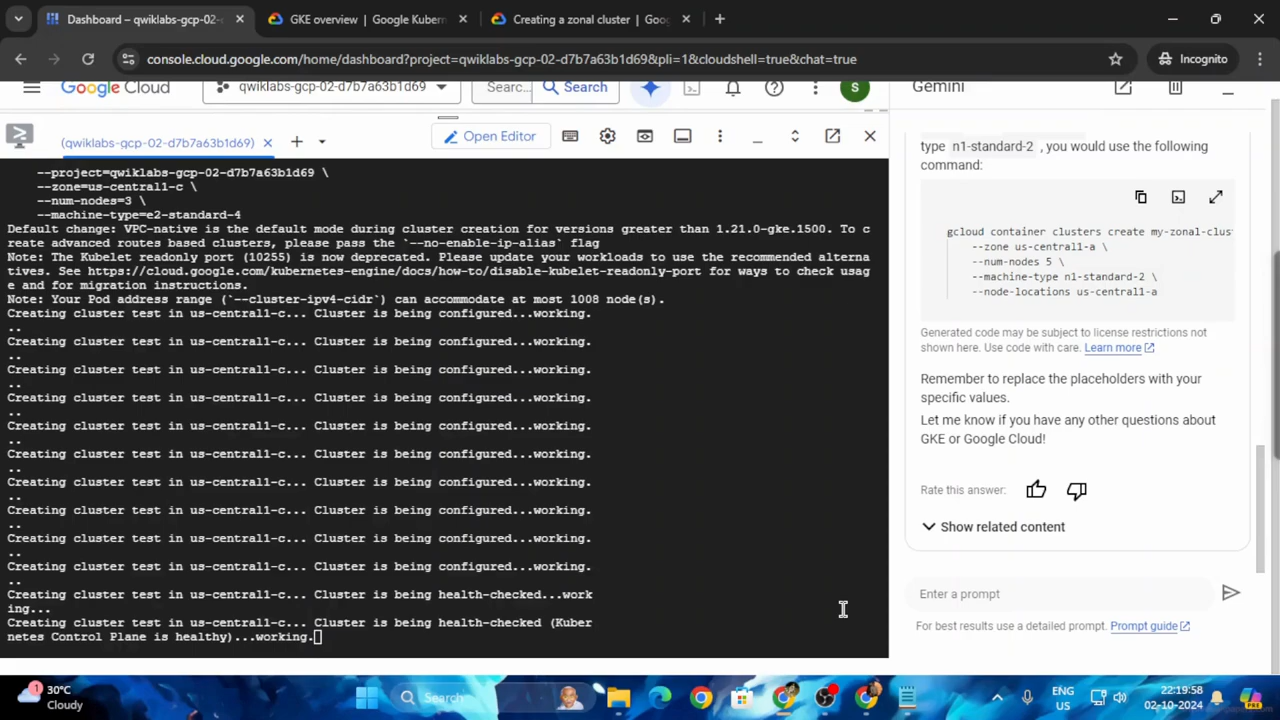 Dashboard – qwiklabs-gcp-02-
GKE overview | Google Kubern
Creating a zonal cluster | Goo
console.cloud.google.com/home/dashboard?project=qwiklabs-gcp-02-d7b7a63b1d69&pli=1&cloudshell=true&chat=true
Incognito
Google Cloud
qwiklabs-gcp-02-d7b7a63b1d69
Searc...
Search
S
Gemini
(qwiklabs-gcp-02-d7b7a63b1d69)
Open Editor
--project=qwiklabs-gcp-02-d7b7a63b1d69 \
--zone=us-central1-c \
--num-nodes=3 \
--machine-type=e2-standard-4
Default change: VPC-native is the default mode during cluster creation for versions greater than 1.21.0-gke.1500. To c
reate advanced routes based clusters, please pass the `--no-enable-ip-alias` flag
Note: The Kubelet readonly port (10255) is now deprecated. Please update your workloads to use the recommended alterna
tives. See https://cloud.google.com/kubernetes-engine/docs/how-to/disable-kubelet-readonly-port for ways to check usag
e and for migration instructions.
Note: Your Pod address range (`--cluster-ipv4-cidr`) can accommodate at most 1008 node(s).
Creating cluster test in us-central1-c... Cluster is being configured...working.
..
Creating cluster test in us-central1-c... Cluster is being configured...working.
..
Creating cluster test in us-central1-c... Cluster is being configured...working.
..
Creating cluster test in us-central1-c... Cluster is being configured...working.
..
Creating cluster test in us-central1-c... Cluster is being configured...working.
..
Creating cluster test in us-central1-c... Cluster is being configured...working.
..
Creating cluster test in us-central1-c... Cluster is being configured...working.
..
Creating cluster test in us-central1-c... Cluster is being configured...working.
..
Creating cluster test in us-central1-c... Cluster is being configured...working.
..
Creating cluster test in us-central1-c... Cluster is being configured...working.
..
Creating cluster test in us-central1-c... Cluster is being health-checked...work
ing...
Creating cluster test in us-central1-c... Cluster is being health-checked (Kuber
netes Control Plane is healthy)...working.
type n1-standard-2 , you would use the following
command:
gcloud container clusters create my-zonal-clus
--zone us-central1-a \
--num-nodes 5 \
--machine-type n1-standard-2 \
--node-locations us-central1-a
Generated code may be subject to license restrictions not
shown here. Use code with care. Learn more
Remember to replace the placeholders with your
specific values.
Let me know if you have any other questions about
GKE or Google Cloud!
Rate this answer:
Show related content
Enter a prompt
For best results use a detailed prompt. Prompt guide
1
30°C
Cloudy
Search
ENG
US
22:19:58
02-10-2024
PRE